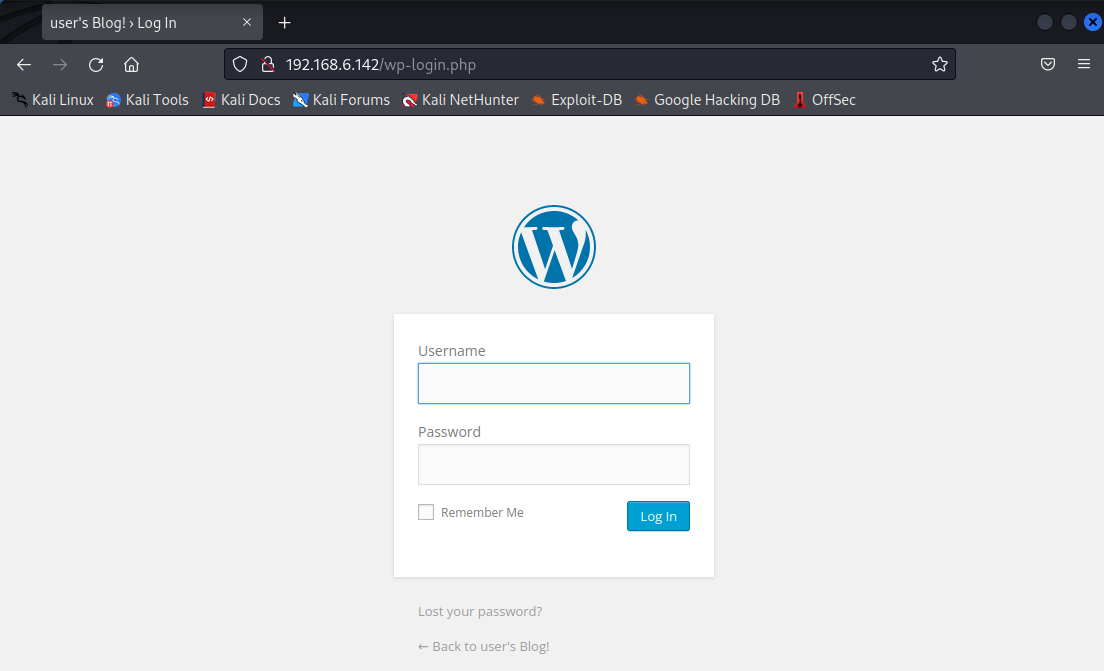 user's Blog! › Log In
192.168.6.142/wp-login.php
Kali Linux Kali Tools Kali Docs Kali Forums Kali NetHunter Exploit-DB Google Hacking DB OffSec
Username
Password
Remember Me Log In
Lost your password?
← Back to user's Blog!